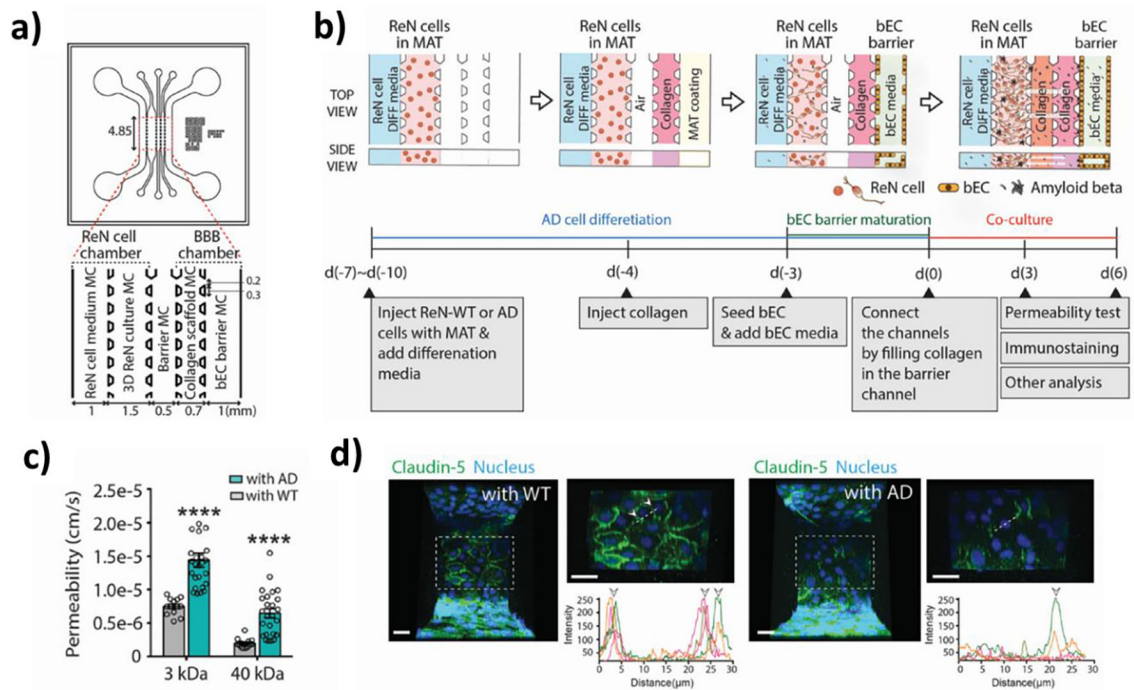 a)
4.85
ReN cell
chamber
BBB
chamber
ReN cell medium MC
3D ReN culture MC
Barrier MC
Collagen scaffold MC
bEC barrier MC
0.2
0.3
1
1.5
0.5
0.7
1(mm)
b)
ReN cells
in MAT
ReN cells
in MAT
ReN cells
in MAT
bEC
barrier
ReN cells
in MAT
bEC
barrier
TOP
VIEW
SIDE
VIEW
ReN cell
DIFF media
ReN cell
DIFF media
Air
Collagen
MAT coating
ReN cell
DIFF media
Air
Collagen
bEC media
ReN cell
DIFF media
Collagen
Collagen
bEC media
ReN cell
bEC
Amyloid beta
AD cell differetiation
bEC barrier maturation
Co-culture
d(-7)~d(-10)
d(-4)
d(-3)
d(0)
d(3)
d(6)
Inject ReN-WT or AD
cells with MAT &
add differenation
media
Inject collagen
Seed bEC
& add bEC media
Connect
the channels
by filling collagen
in the barrier
channel
Permeability test
Immunostaining
Other analysis
c)
with AD
with WT
Permeability (cm/s)
2.5e-5
2.0e-5
1.5e-5
1.0e-5
0.5e-6
0
****
****
3 kDa
40 kDa
d)
Claudin-5 Nucleus
with WT
Intensity
250
200
150
100
50
0
0
5
10
15
20
25
30
Distance(μm)
Claudin-5 Nucleus
with AD
Intensity
250
200
150
100
50
0
0
5
10
15
20
25
30
Distance(μm)